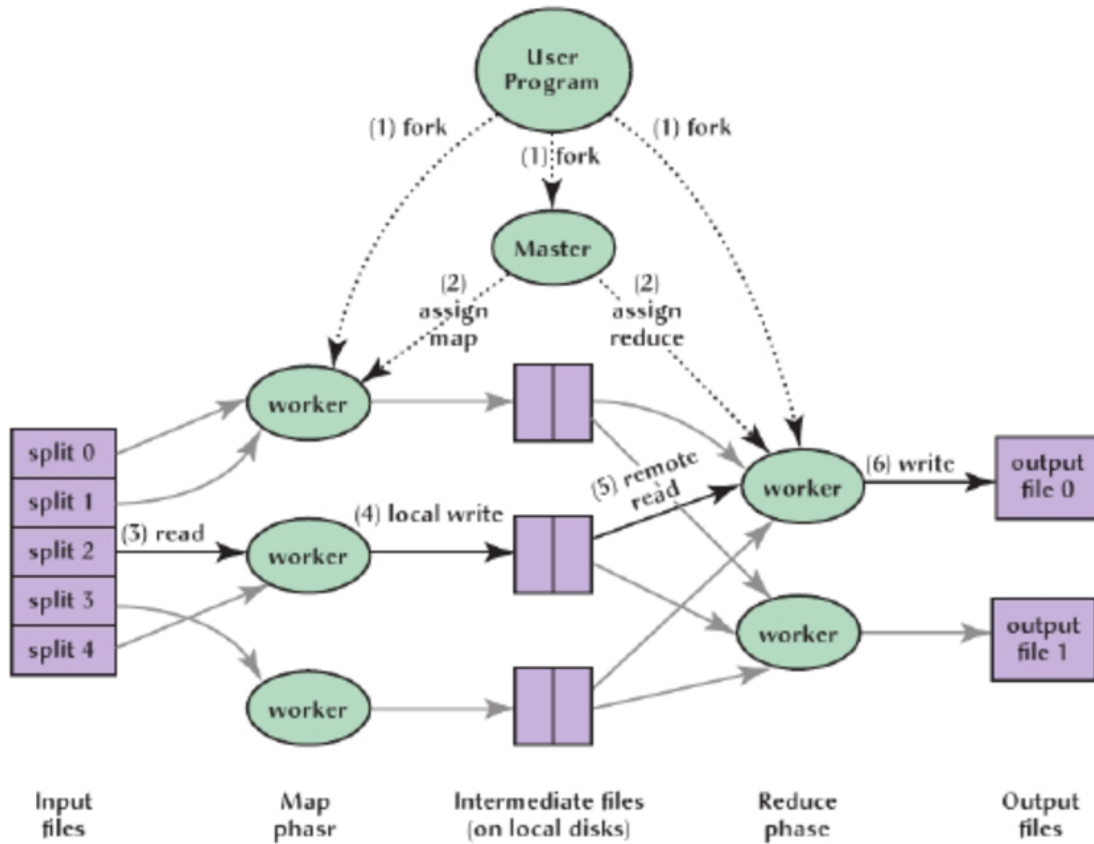 User
Program
(1) fork
(1) fork
(1) fork
Master
(2)
assign
map
(2)
assign
reduce
worker
split 0
split 1
split 2
split 3
split 4
(3) read
worker
(4) local write
worker
(5) remote
read
worker
(6) write
worker
output
file 0
output
file 1
Input
files
Map
phasr
Intermediate files
(on local disks)
Reduce
phase
Output
files